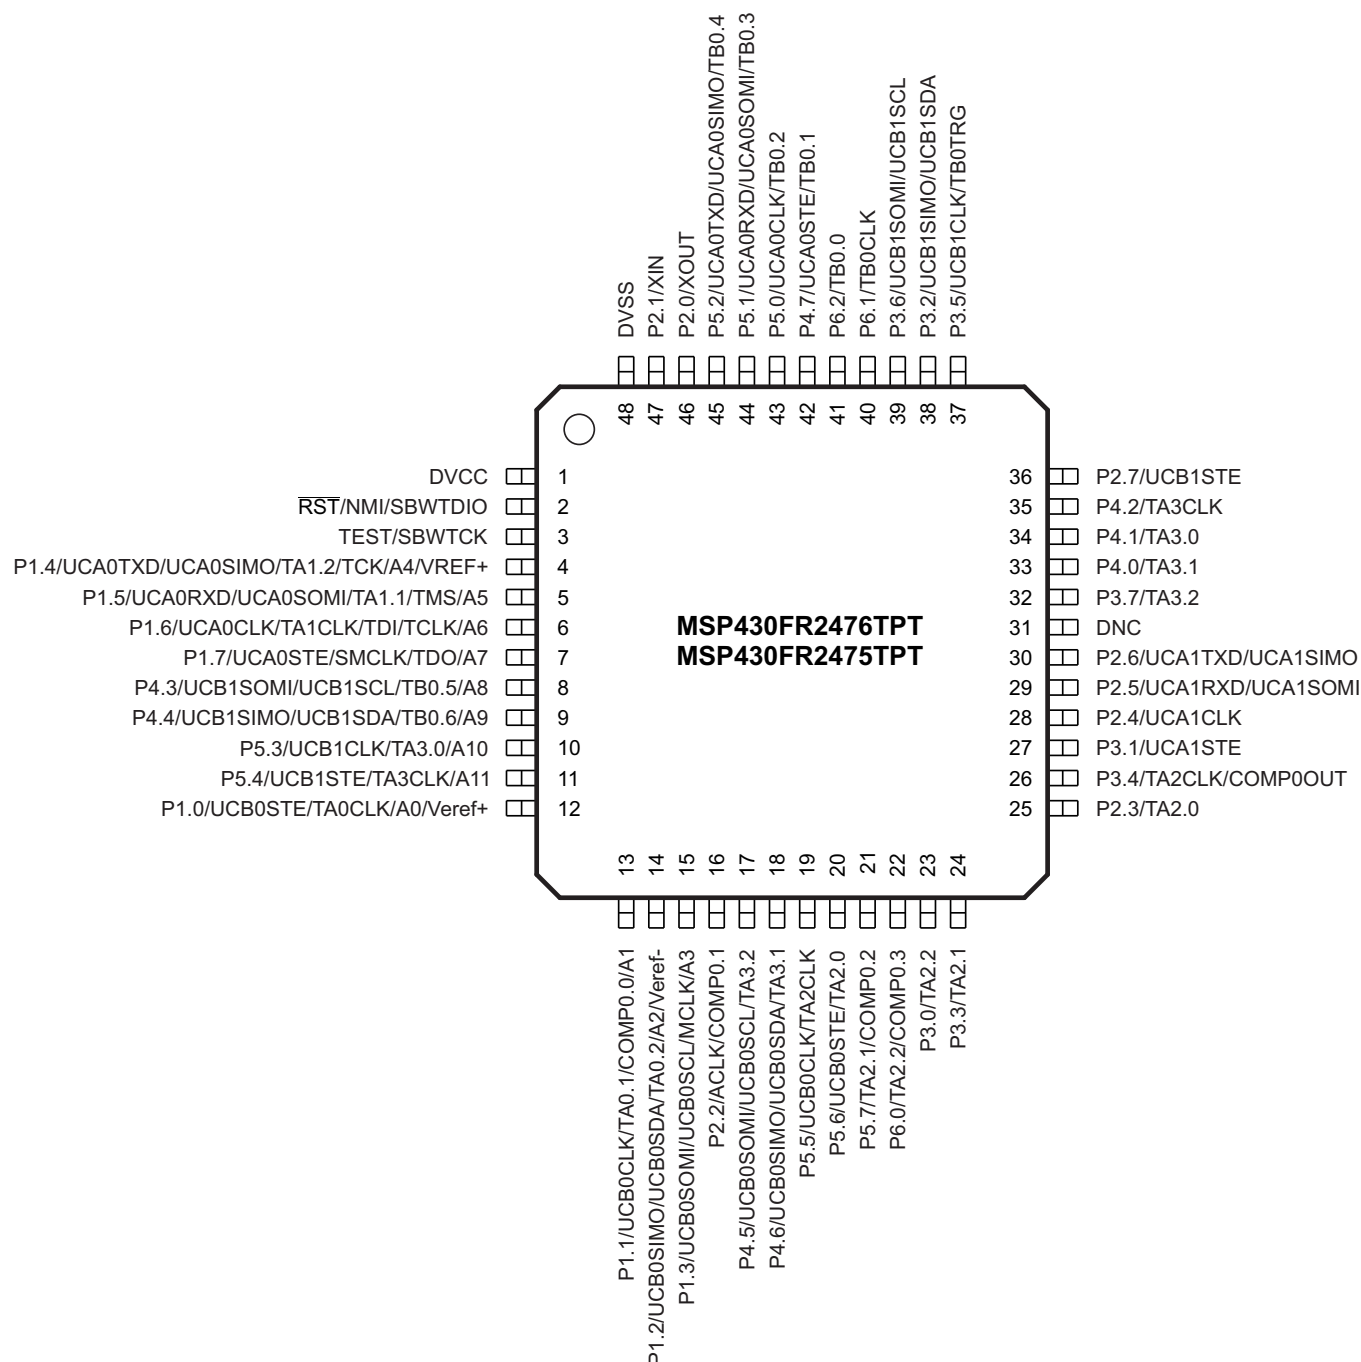 DVSS
P2.1/XIN
P2.0/XOUT
P5.2/UCA0TXD/UCA0SIMO/TB0.4
P5.1/UCA0RXD/UCA0SOMI/TB0.3
P5.0/UCA0CLK/TB0.2
P4.7/UCA0STE/TB0.1
P6.2/TB0.0
P6.1/TB0CLK
P3.6/UCB1SOMI/UCB1SCL
P3.2/UCB1SIMO/UCB1SDA
P3.5/UCB1CLK/TB0TRG
48 47 46 45 44 43 42 41 40 39 38 37
DVCC 1
RST/NMI/SBWTDIO 2
TEST/SBWTCK 3
P1.4/UCA0TXD/UCA0SIMO/TA1.2/TCK/A4/VREF+ 4
P1.5/UCA0RXD/UCA0SOMI/TA1.1/TMS/A5 5
P1.6/UCA0CLK/TA1CLK/TDI/TCLK/A6 6
P1.7/UCA0STE/SMCLK/TDO/A7 7
P4.3/UCB1SOMI/UCB1SCL/TB0.5/A8 8
P4.4/UCB1SIMO/UCB1SDA/TB0.6/A9 9
P5.3/UCB1CLK/TA3.0/A10 10
P5.4/UCB1STE/TA3CLK/A11 11
P1.0/UCB0STE/TA0CLK/A0/Veref+ 12
MSP430FR2476TPT
MSP430FR2475TPT
36 P2.7/UCB1STE
35 P4.2/TA3CLK
34 P4.1/TA3.0
33 P4.0/TA3.1
32 P3.7/TA3.2
31 DNC
30 P2.6/UCA1TXD/UCA1SIMO
29 P2.5/UCA1RXD/UCA1SOMI
28 P2.4/UCA1CLK
27 P3.1/UCA1STE
26 P3.4/TA2CLK/COMP0OUT
25 P2.3/TA2.0
13 14 15 16 17 18 19 20 21 22 23 24
P1.1/UCB0CLK/TA0.1/COMP0.0/A1
P1.2/UCB0SIMO/UCB0SDA/TA0.2/A2/Veref-
P1.3/UCB0SOMI/UCB0SCL/MCLK/A3
P2.2/ACLK/COMP0.1
P4.5/UCB0SOMI/UCB0SCL/TA3.2
P4.6/UCB0SIMO/UCB0SDA/TA3.1
P5.5/UCB0CLK/TA2CLK
P5.6/UCB0STE/TA2.0
P5.7/TA2.1/COMP0.2
P6.0/TA2.2/COMP0.3
P3.0/TA2.2
P3.3/TA2.1